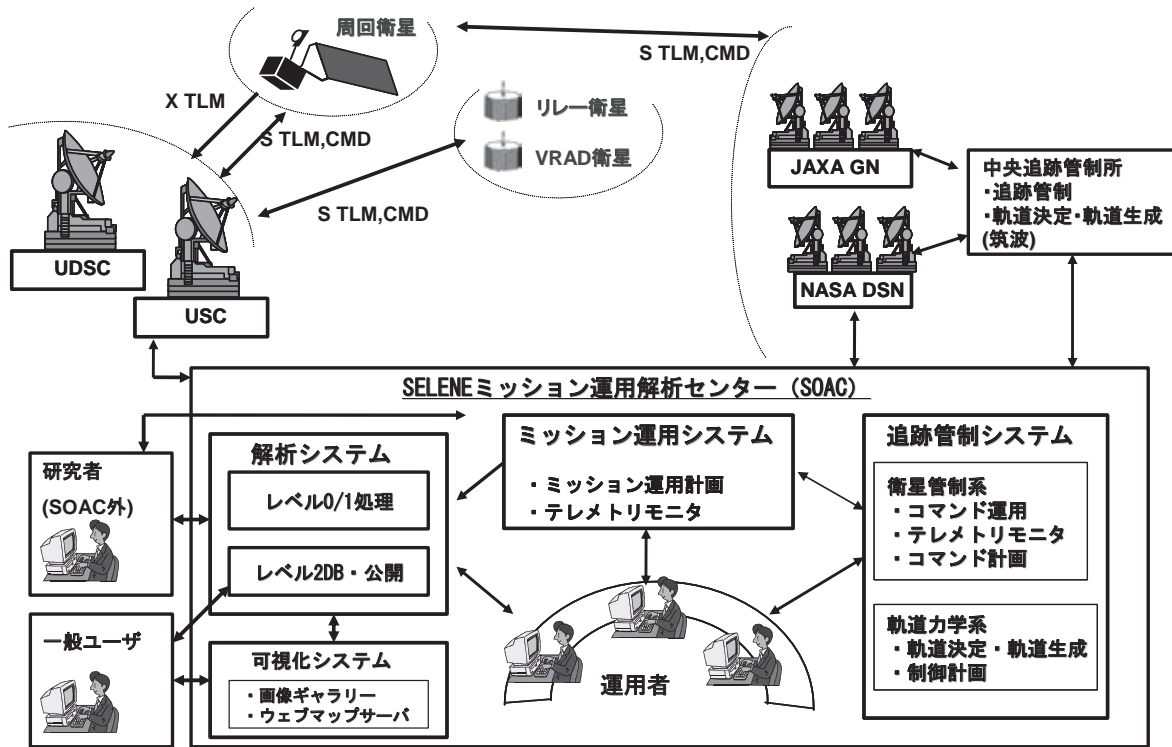 周回衛星
S TLM,CMD
X TLM
S TLM,CMD
リレー衛星
VRAD衛星
S TLM,CMD
UDSC
USC
JAXA GN
NASA DSN
中央追跡管制所
・追跡管制
・軌道決定・軌道生成
(筑波)
SELENEミッション運用解析センター（SOAC）
研究者
(SOAC外)
一般ユーザ
解析システム
レベル0/1処理
レベル2DB・公開
可視化システム
・画像ギャラリー
・ウェブマップサーバ
ミッション運用システム
・ミッション運用計画
・テレメトリモニタ
運用者
追跡管制システム
衛星管制系
・コマンド運用
・テレメトリモニタ
・コマンド計画
軌道力学系
・軌道決定・軌道生成
・制御計画